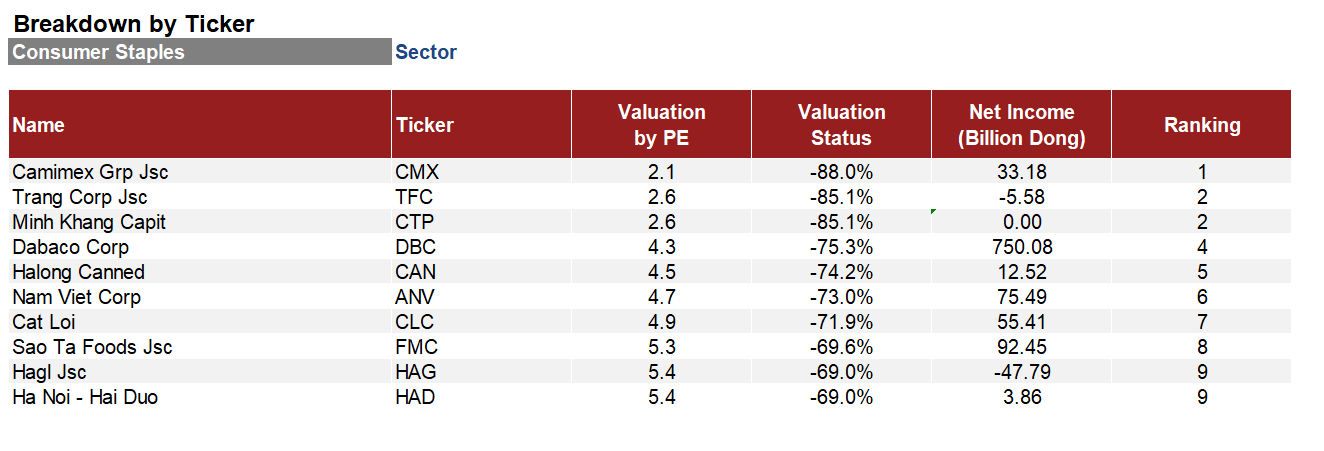 Breakdown by Ticker
Consumer Staples Sector
Name Ticker Valuation by PE Valuation Status Net Income (Billion Dong) Ranking
Camimex Grp Jsc CMX 2.1 -88.0% 33.18 1
Trang Corp Jsc TFC 2.6 -85.1% -5.58 2
Minh Khang Capit CTP 2.6 -85.1% 0.00 2
Dabaco Corp DBC 4.3 -75.3% 750.08 4
Halong Canned CAN 4.5 -74.2% 12.52 5
Nam Viet Corp ANV 4.7 -73.0% 75.49 6
Cat Loi CLC 4.9 -71.9% 55.41 7
Sao Ta Foods Jsc FMC 5.3 -69.6% 92.45 8
Hagl Jsc HAG 5.4 -69.0% -47.79 9
Ha Noi - Hai Duo HAD 5.4 -69.0% 3.86 9